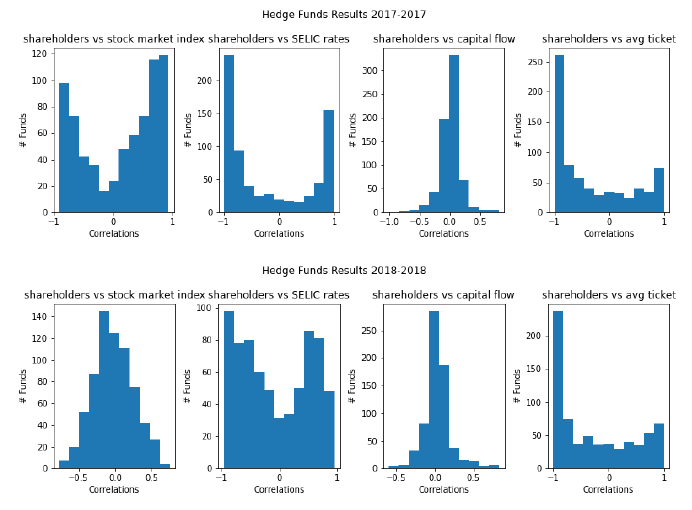 Hedge Funds Results 2017-2017
shareholders vs stock market index
shareholders vs SELIC rates
shareholders vs capital flow
shareholders vs avg ticket
# Funds
120
100
80
60
40
20
0
−1
0
1
Correlations
# Funds
200
150
100
50
0
−1
0
1
Correlations
# Funds
300
250
200
150
100
50
0
−1.0
−0.5
0.0
0.5
Correlations
# Funds
250
200
150
100
50
0
−1
0
1
Correlations
Hedge Funds Results 2018-2018
shareholders vs stock market index
shareholders vs SELIC rates
shareholders vs capital flow
shareholders vs avg ticket
# Funds
140
120
100
80
60
40
20
0
−0.5
0.0
0.5
Correlations
# Funds
100
80
60
40
20
0
−1
0
1
Correlations
# Funds
250
200
150
100
50
0
−0.5
0.0
0.5
Correlations
# Funds
200
150
100
50
0
−1
0
1
Correlations